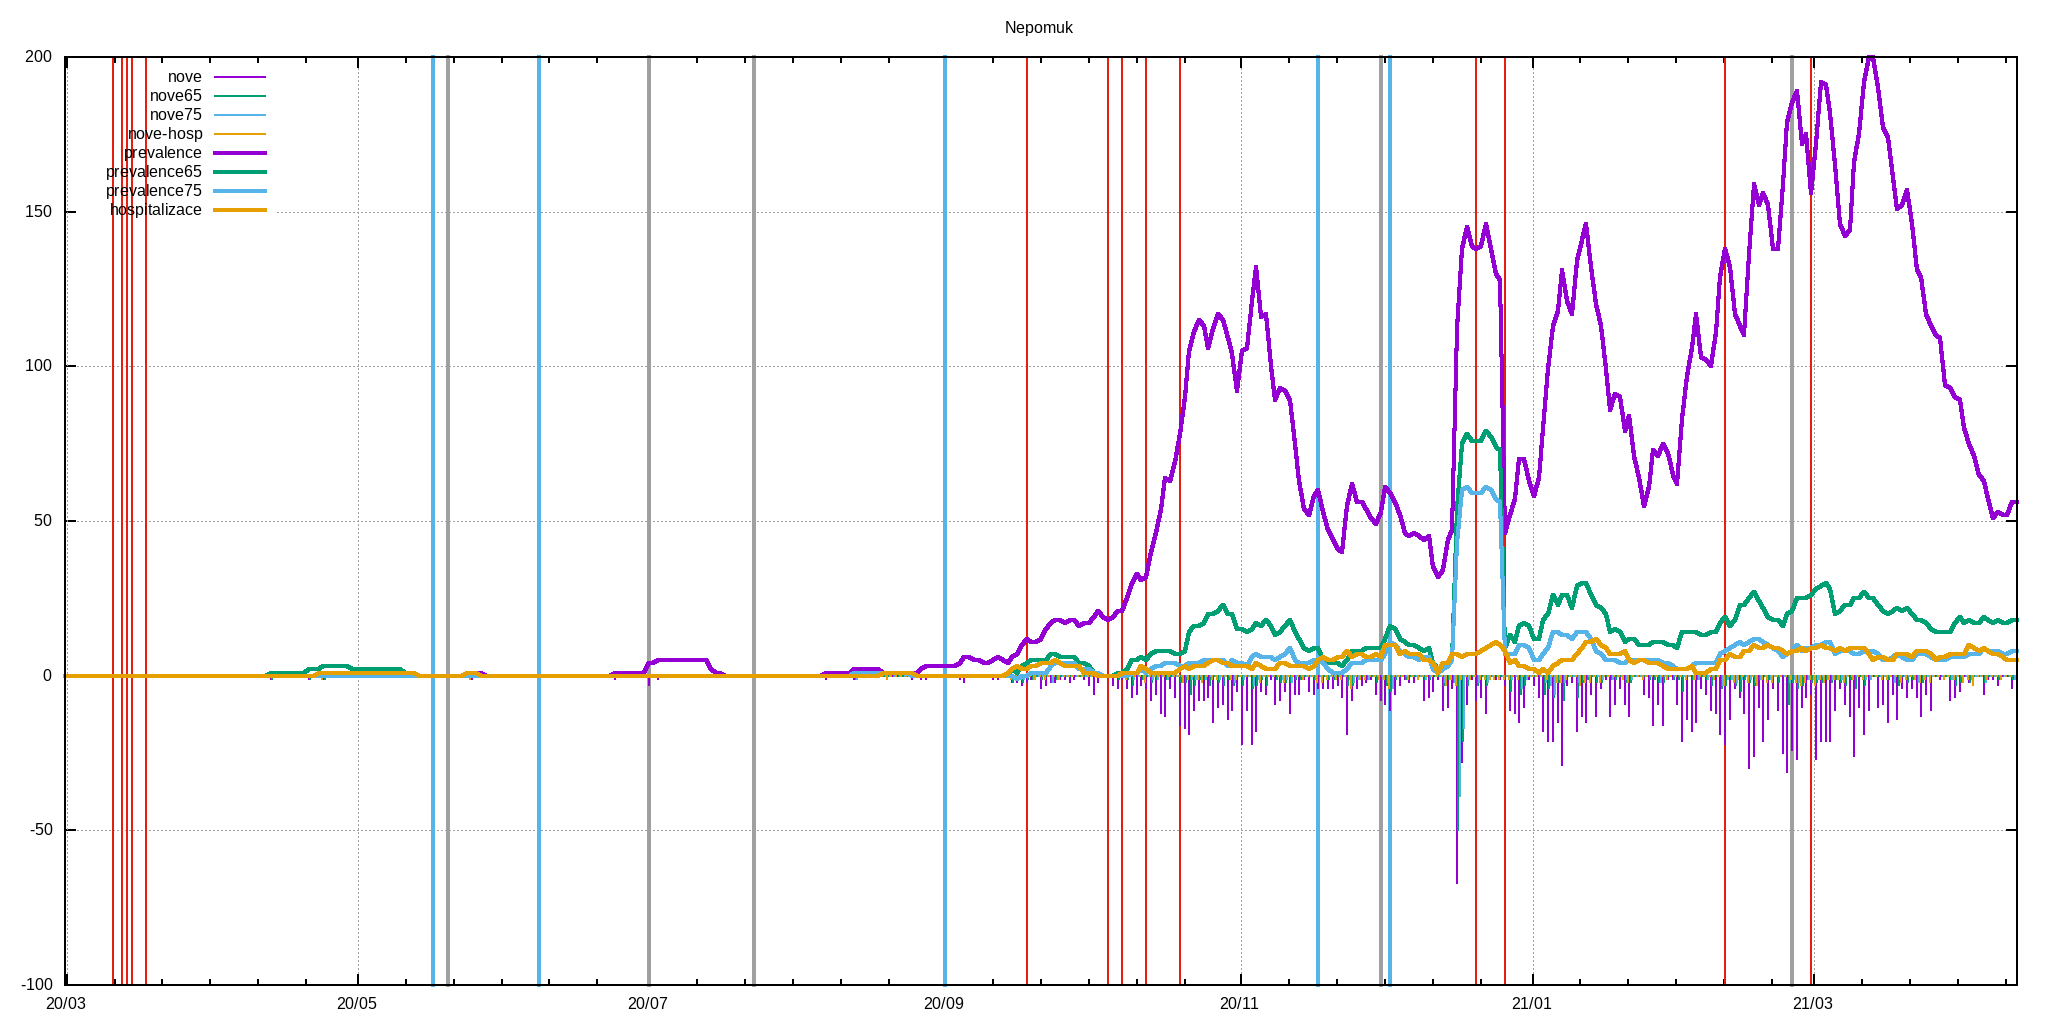 Nepomuk
200
nove
nove65
nove75
nove-hosp
prevalence
prevalence65
prevalence75
hospitalizace
150
100
50
0
-50
-100
20/03 20/05 20/07 20/09 20/11 21/01 21/03